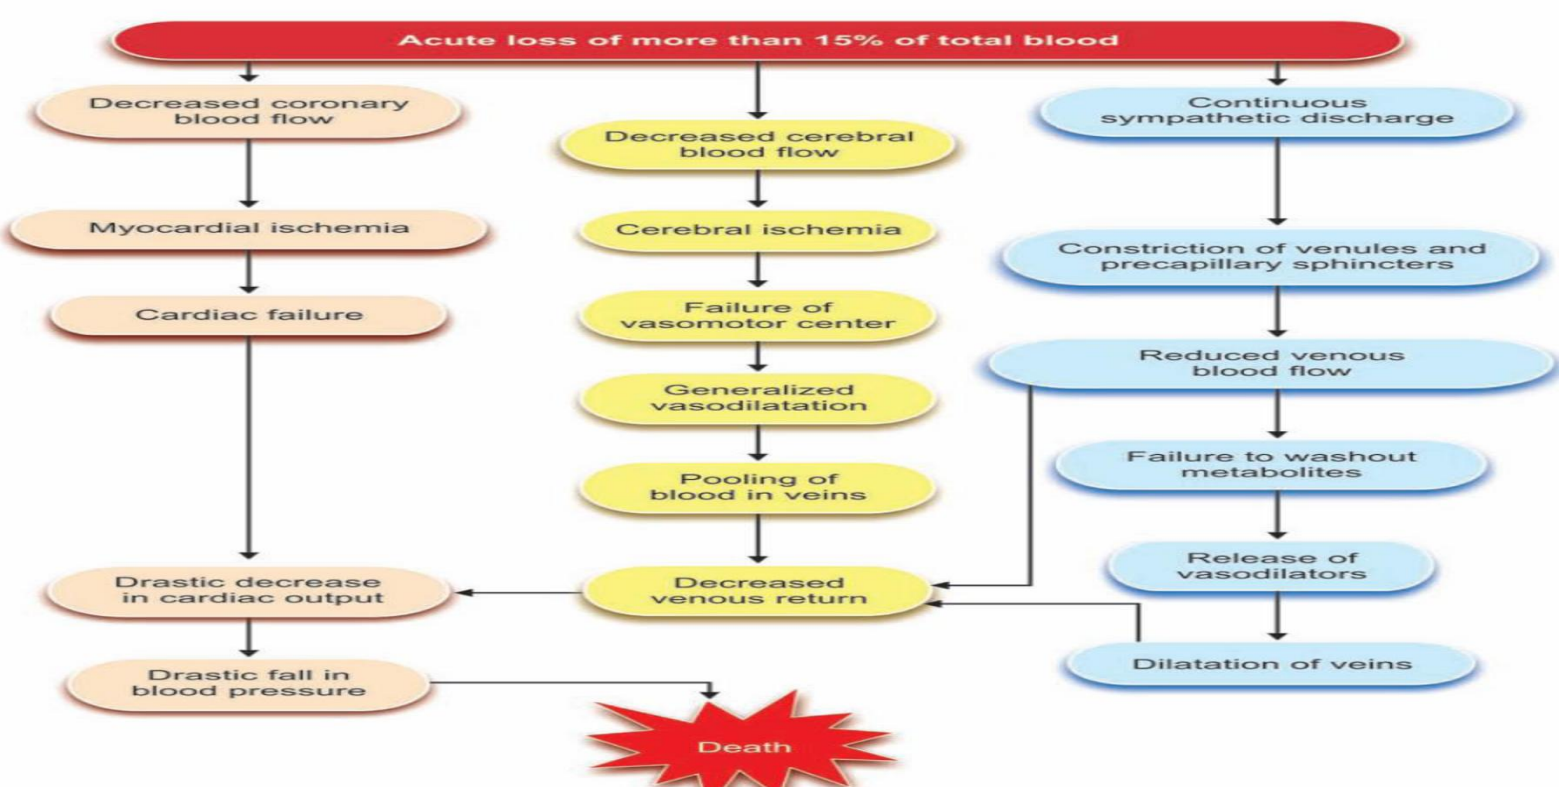 Acute loss of more than 15% of total blood
Decreased coronary
blood flow
Myocardial ischemia
Cardiac failure
Drastic decrease
in cardiac output
Drastic fall in
blood pressure
Decreased cerebral
blood flow
Cerebral ischemia
Failure of
vasomotor center
Generalized
vasodilatation
Pooling of
blood in veins
Decreased
venous return
Continuous
sympathetic discharge
Constriction of venules and
precapillary sphincters
Reduced venous
blood flow
Failure to washout
metabolites
Release of
vasodilators
Dilatation of veins
Death